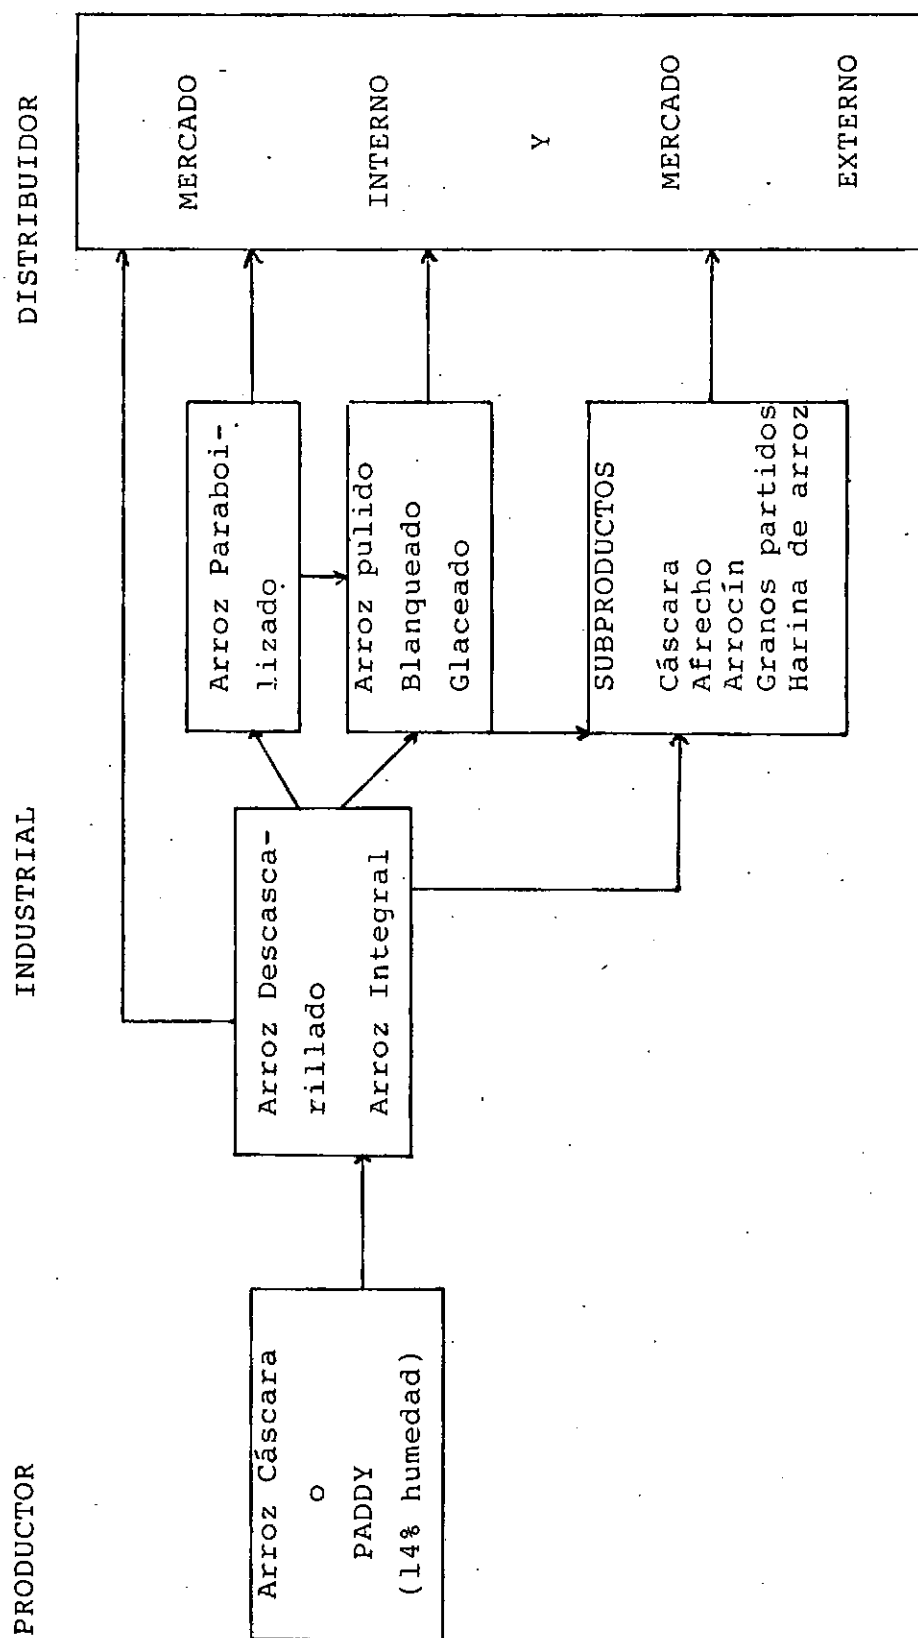 PRODUCTOR
INDUSTRIAL
DISTRIBUIDOR
Arroz Cáscara
o
PADDY
(14% humedad)
Arroz Descasca-
rillado
Arroz Integral
Arroz Paraboi-
lizado
Arroz pulido
Blanqueado
Glaceado
SUBPRODUCTOS
Cáscara
Afrecho
Arrocín
Granos partidos
Harina de arroz
MERCADO
INTERNO
Y
MERCADO
EXTERNO